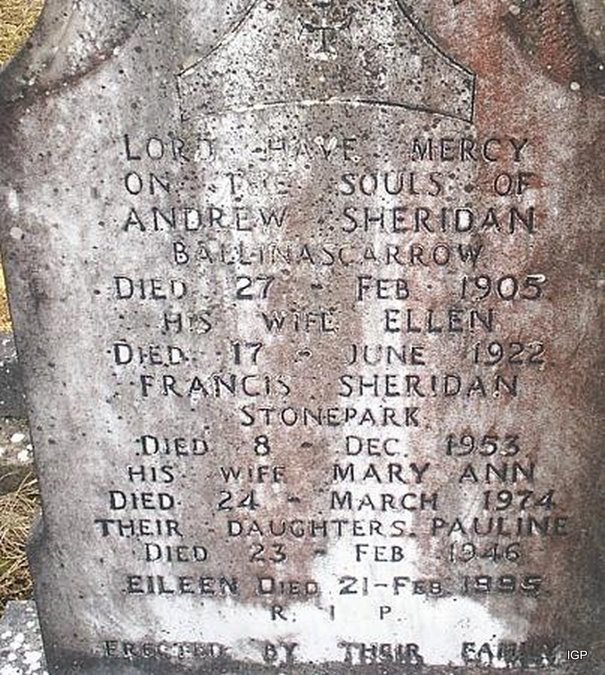 LORD HAVE MERCY
ON THE SOULS OF
ANDREW SHERIDAN
BALLINASCARROW
DIED 27 - FEB 1905
HIS WIFE ELLEN
DIED 17 - JUNE 1922
FRANCIS SHERIDAN
STONEPARK
DIED 8 - DEC. 1953
HIS WIFE MARY ANN
DIED 24 - MARCH 1974
THEIR DAUGHTERS. PAULINE
DIED 23 - FEB 1946
EILEEN DIED 21-FEB 1995
R. I P.
ERECTED BY THEIR FAMILY
IGP